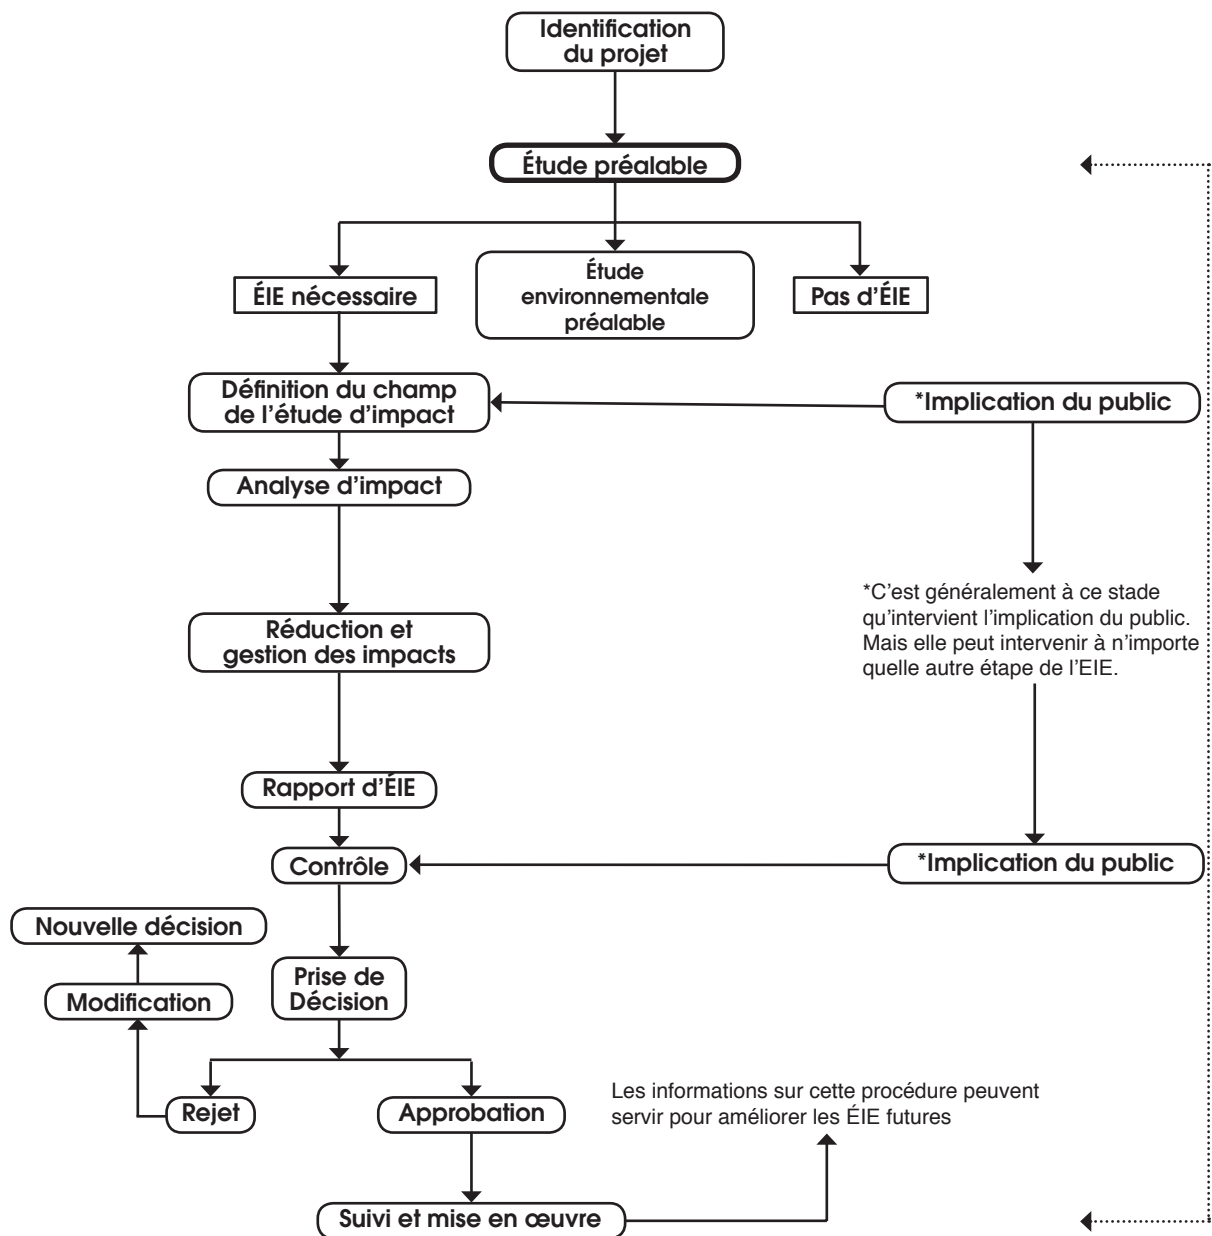 Identification
du projet
Étude préalable
ÉIE nécessaire
Étude
environnementale
préalable
Pas d’ÉIE
Définition du champ
de l’étude d’impact
*Implication du public
Analyse d’impact
*C’est généralement à ce stade
qu’intervient l’implication du public.
Mais elle peut intervenir à n’importe
quelle autre étape de l’EIE.
Réduction et
gestion des impacts
Rapport d’ÉIE
Contrôle
*Implication du public
Nouvelle décision
Modification
Prise de
Décision
Rejet
Approbation
Les informations sur cette procédure peuvent
servir pour améliorer les ÉIE futures
Suivi et mise en œuvre